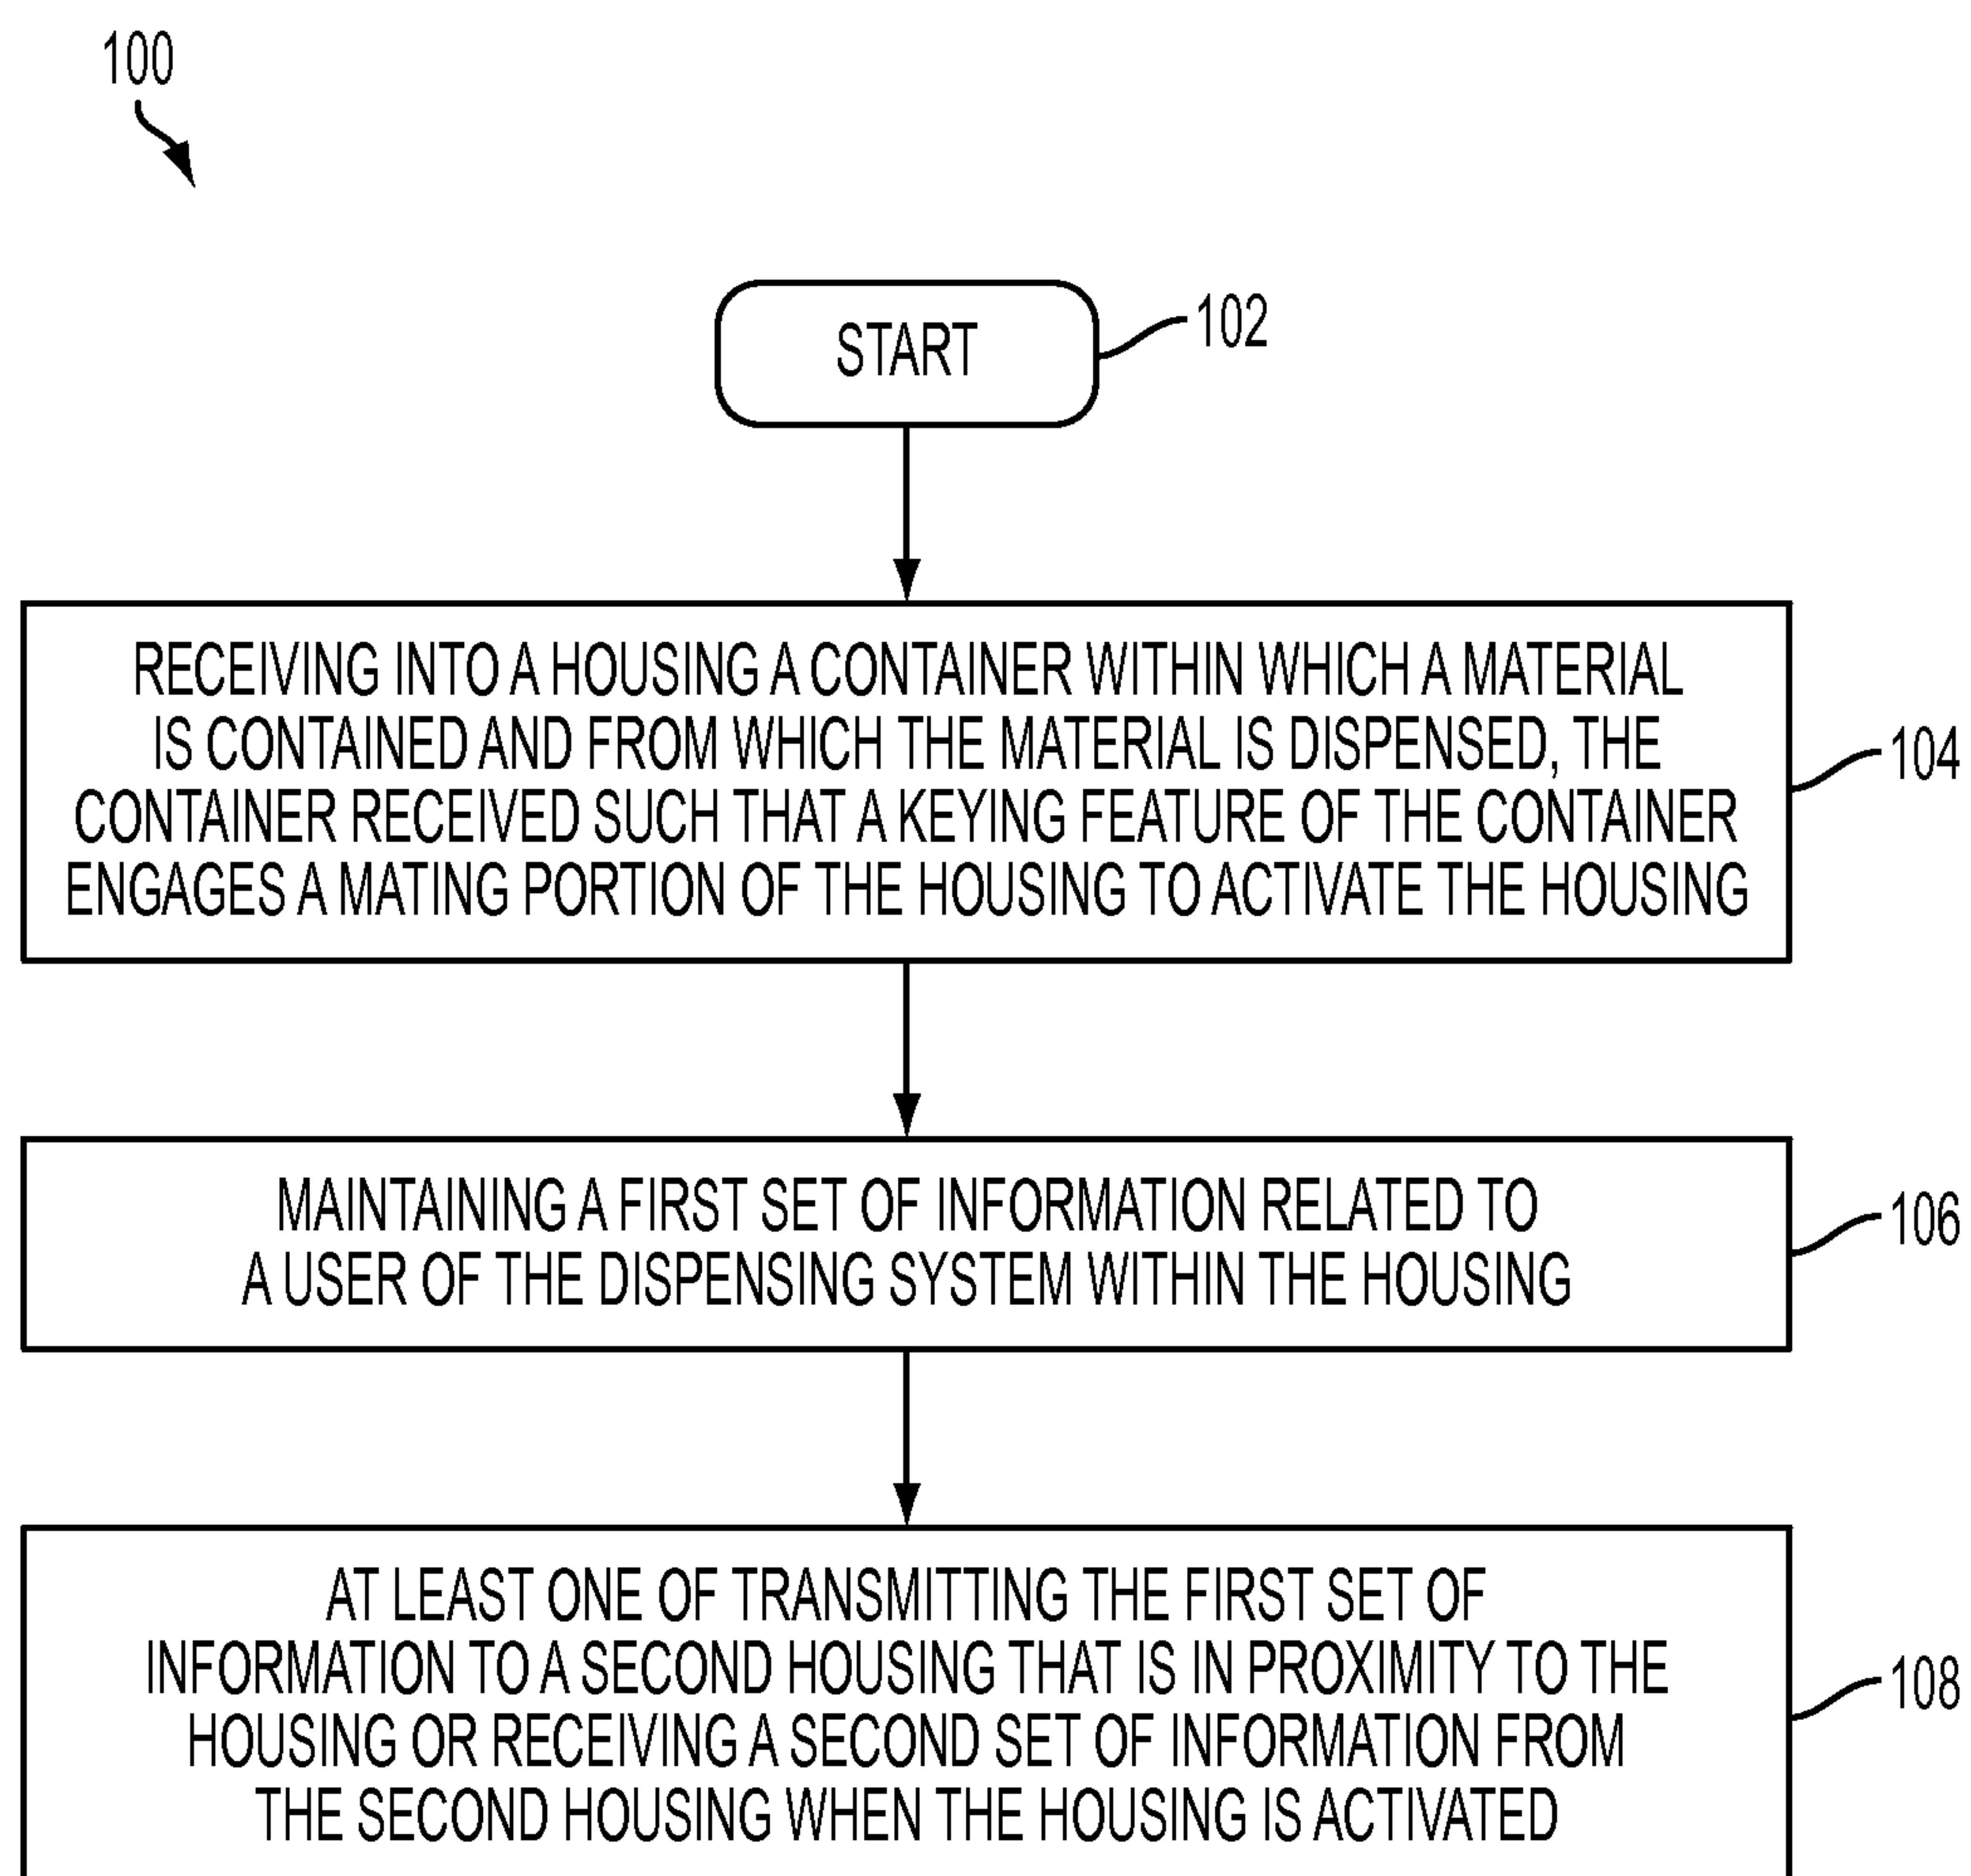 100
START
102
RECEIVING INTO A HOUSING A CONTAINER WITHIN WHICH A MATERIAL
IS CONTAINED AND FROM WHICH THE MATERIAL IS DISPENSED, THE
CONTAINER RECEIVED SUCH THAT A KEYING FEATURE OF THE CONTAINER
ENGAGES A MATING PORTION OF THE HOUSING TO ACTIVATE THE HOUSING
104
MAINTAINING A FIRST SET OF INFORMATION RELATED TO
A USER OF THE DISPENSING SYSTEM WITHIN THE HOUSING
106
AT LEAST ONE OF TRANSMITTING THE FIRST SET OF
INFORMATION TO A SECOND HOUSING THAT IS IN PROXIMITY TO THE
HOUSING OR RECEIVING A SECOND SET OF INFORMATION FROM
THE SECOND HOUSING WHEN THE HOUSING IS ACTIVATED
108